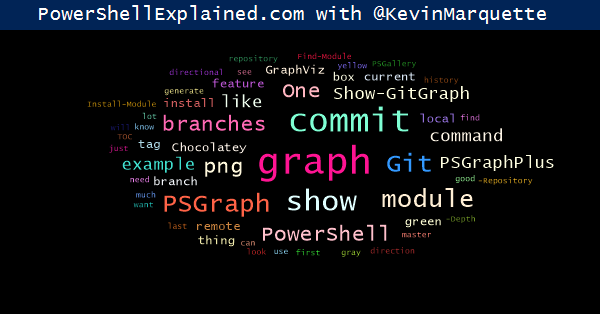 PowerShellExplained.com with @KevinMarquette
repository Find-Module
directional see GraphViz yellow PSGallery
feature box current history
generate one Show-GitGraph
Install-Module install like
lot branches commit local find
will know command
roc tag Chocolatey
just example png graph Git PSGraphPlus
need branch good -Repository
much PSGraph show module
want green -Depth
last remote PowerShell master
thing can
look use first gray direction